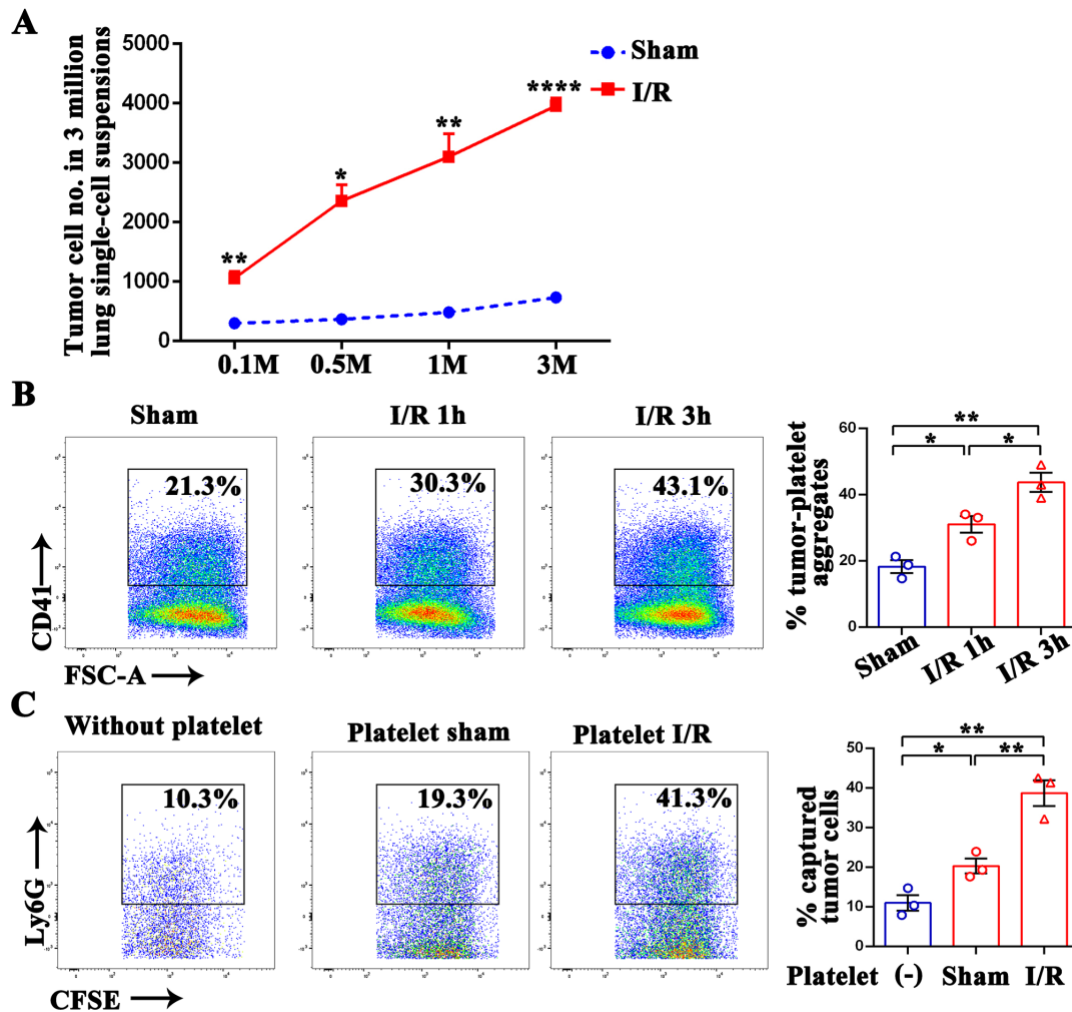 A
Tumor cell no. in 3 million
lung single-cell suspensions
5000
4000
3000
2000
1000
0
**
*
**
****
Sham
I/R
0.1M
0.5M
1M
3M
B
Sham
I/R 1h
I/R 3h
21.3%
30.3%
43.1%
CD41
FSC-A
% tumor-platelet
aggregates
60
40
20
0
**
*
*
Sham
I/R 1h
I/R 3h
C
Without platelet
Platelet sham
Platelet I/R
10.3%
19.3%
41.3%
Ly6G
CFSE
% captured
tumor cells
50
40
30
20
10
0
**
*
**
Platelet (-) Sham I/R